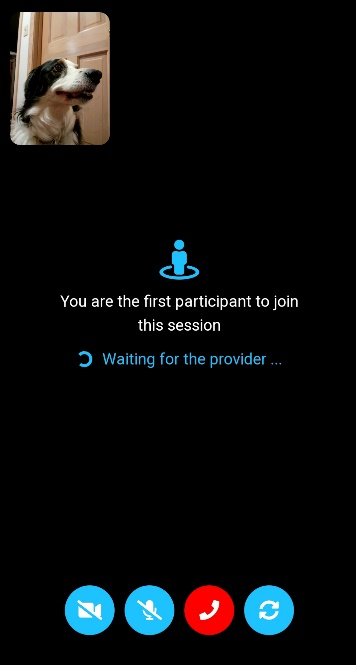 You are the first participant to join
this session
Waiting for the provider ...